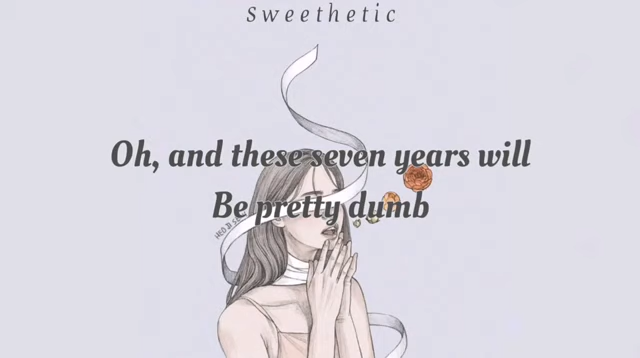 Sweethetic
Oh, and these seven years will
Be pretty dumb